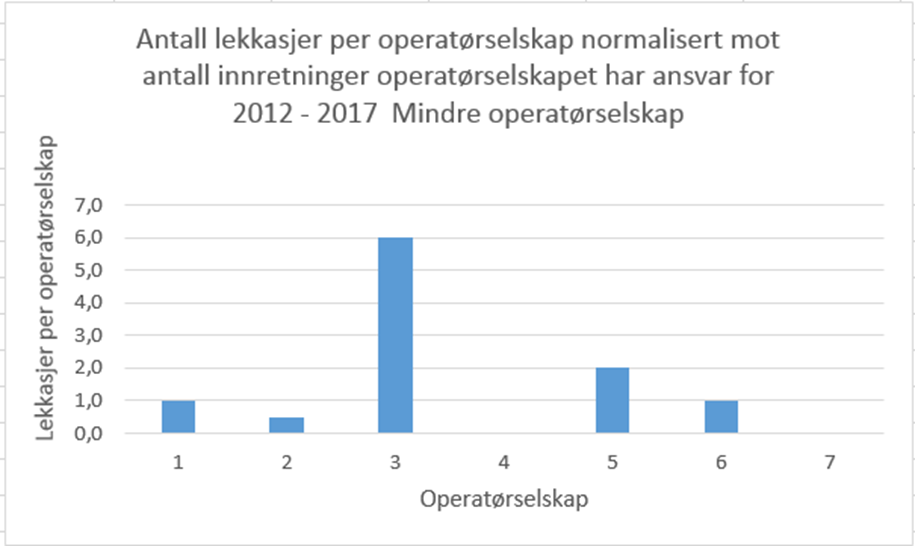 Antall lekkasjer per operatørselskap normalisert mot
antall innretninger operatørselskapet har ansvar for
2012 - 2017 Mindre operatørselskap
Lekkasjer per operatørselskap
7,0
6,0
5,0
4,0
3,0
2,0
1,0
0,0
1 2 3 4 5 6 7
Operatørselskap